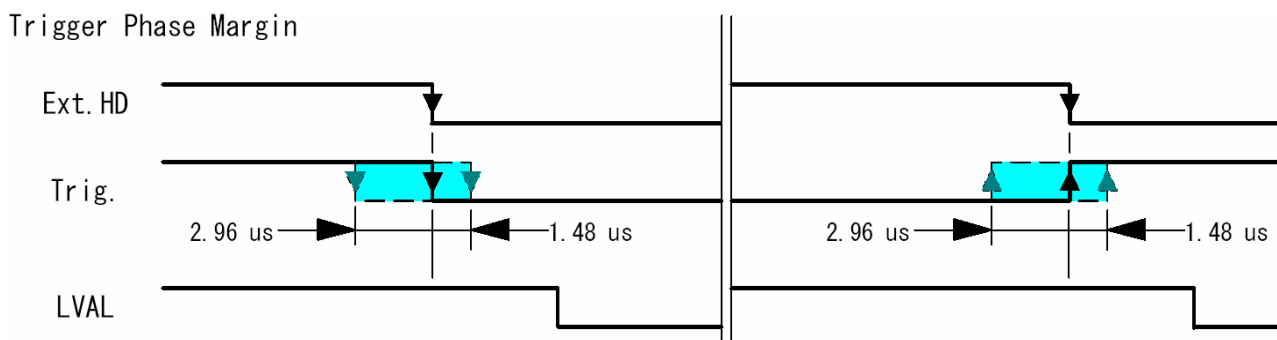 Trigger Phase Margin
Ext.HD
Trig.
2.96 us 1.48 us 2.96 us 1.48 us
LVAL